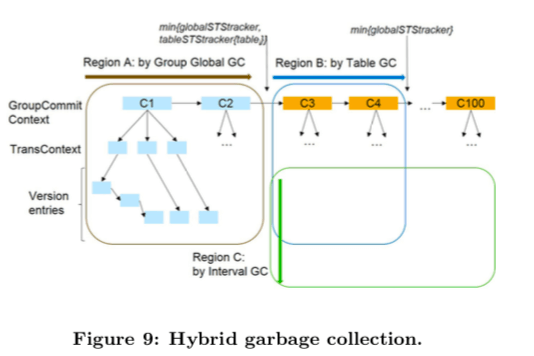 min{globalSTStracker,
tableSTStracker{table}}
min{globalSTStracker}
Region A: by Group Global GC
Region B: by Table GC
GroupCommit
Context
C1
C2
C3
C4
...
C100
TransContext
...
...
...
...
Version
entries
Region C:
by Interval GC
Figure 9: Hybrid garbage collection.